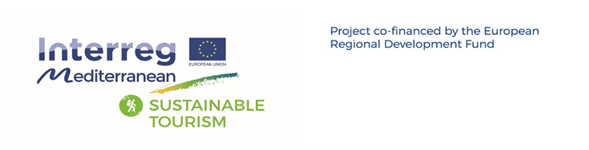 Interreg
EUROPEAN UNION
Mediterranean
SUSTAINABLE
TOURISM
Project co-financed by the European
Regional Development Fund